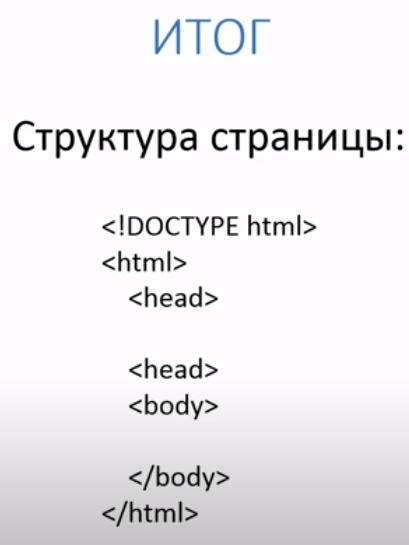 ИТОГ
Структура страницы:
<!DOCTYPE html>
<html>
<head>
<head>
<body>
</body>
</html>